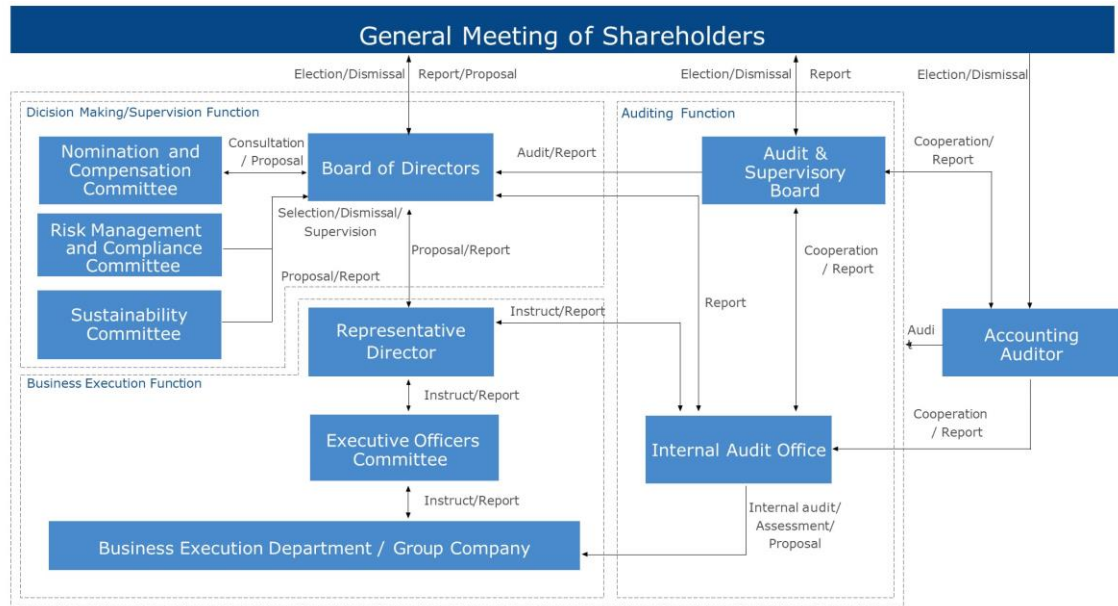 General Meeting of Shareholders
Election/Dismissal
Report/Proposal
Election/Dismissal
Report
Election/Dismissal
Dicision Making/Supervision Function
Auditing Function
Nomination and
Compensation
Committee
Consultation
/ Proposal
Board of Directors
Audit/Report
Audit &
Supervisory
Board
Cooperation/
Report
Risk Management
and Compliance
Committee
Selection/Dismissal/
Supervision
Proposal/Report
Proposal/Report
Cooperation
/ Report
Sustainability
Committee
Report
Representative
Director
Instruct/Report
Audi
Accounting
Auditor
Business Execution Function
Instruct/Report
Executive Officers
Committee
Internal Audit Office
Cooperation
/ Report
Instruct/Report
Internal audit/
Assessment/
Proposal
Business Execution Department / Group Company